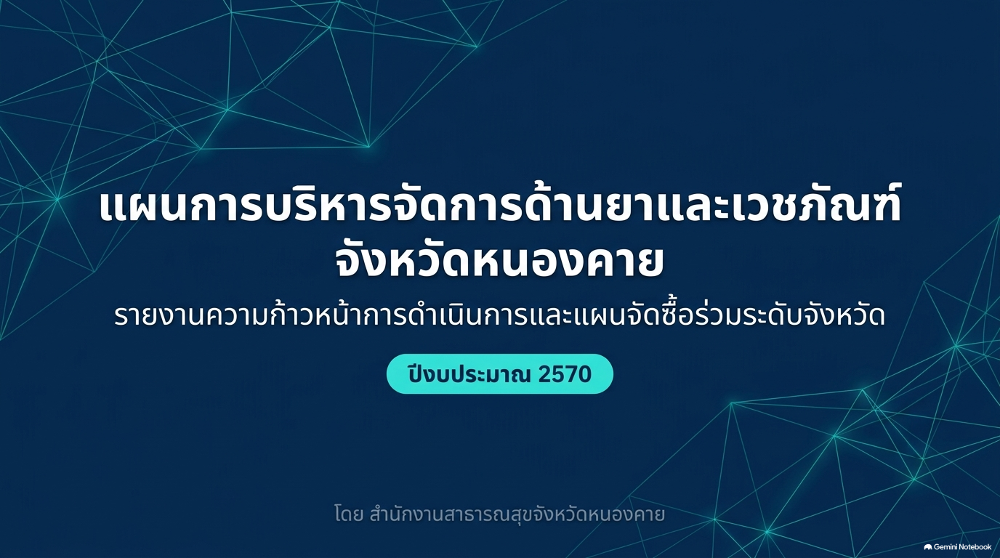 แผนการบริหารจัดการด้านยาและเวชภัณฑ์
จังหวัดหนองคาย
รายงานความก้าวหน้าการดำเนินการและแผนจัดซื้อร่วมระดับจังหวัด
ปีงบประมาณ 2570
โดย สำนักงานสาธารณสุขจังหวัดหนองคาย
Gemini Notebook